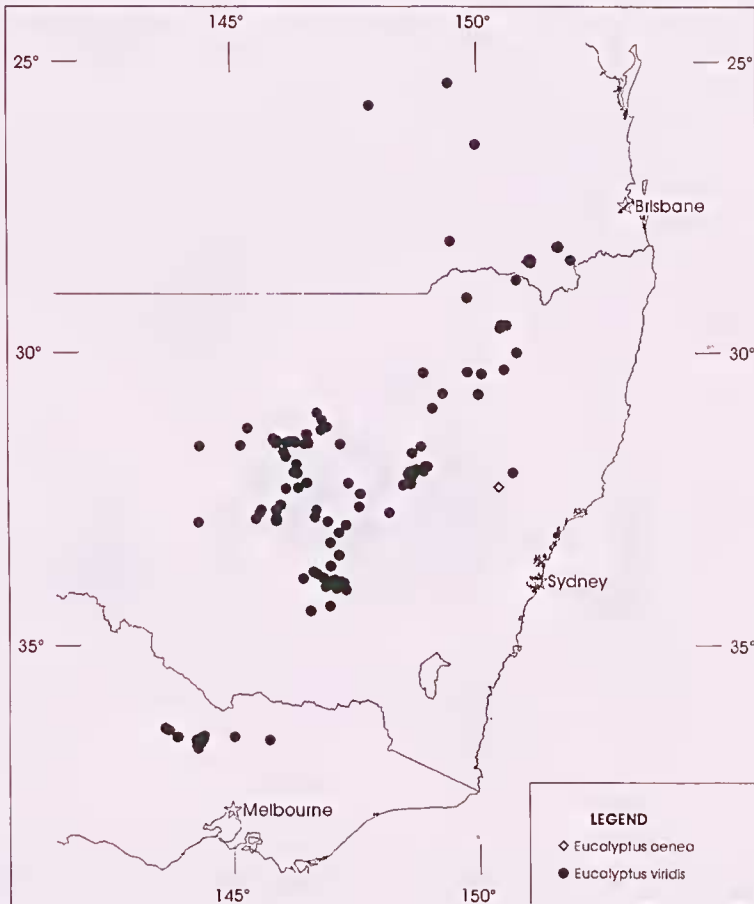 145° 150°
25° 25°
Brisbane
30° 30°
Sydney
35° 35°
Melbourne
LEGEND
Eucalyptus aenea
Eucalyptus viridis
145° 150°